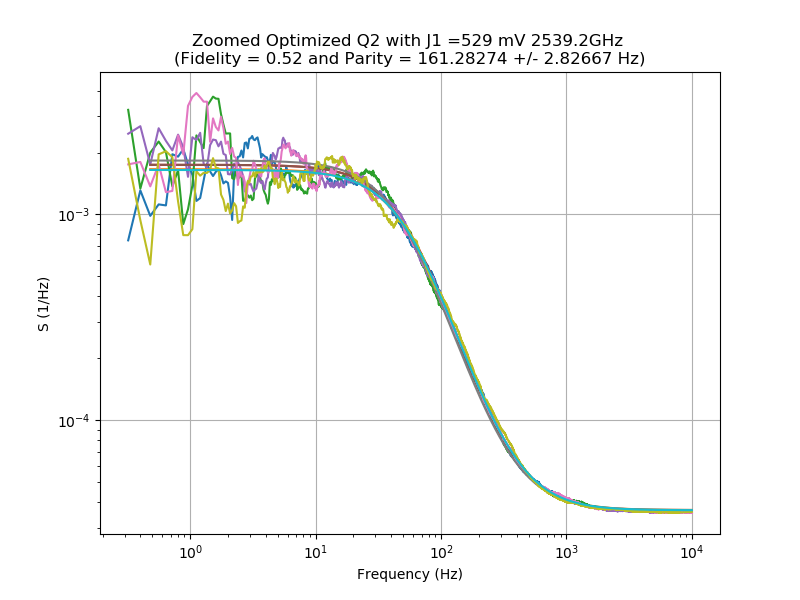 Zoomed Optimized Q2 with J1 =529 mV 2539.2GHz
(Fidelity = 0.52 and Parity = 161.28274 +/- 2.82667 Hz)
S (1/Hz)
10⁻³
10⁻⁴
10⁰ 10¹ 10² 10³ 10⁴
Frequency (Hz)